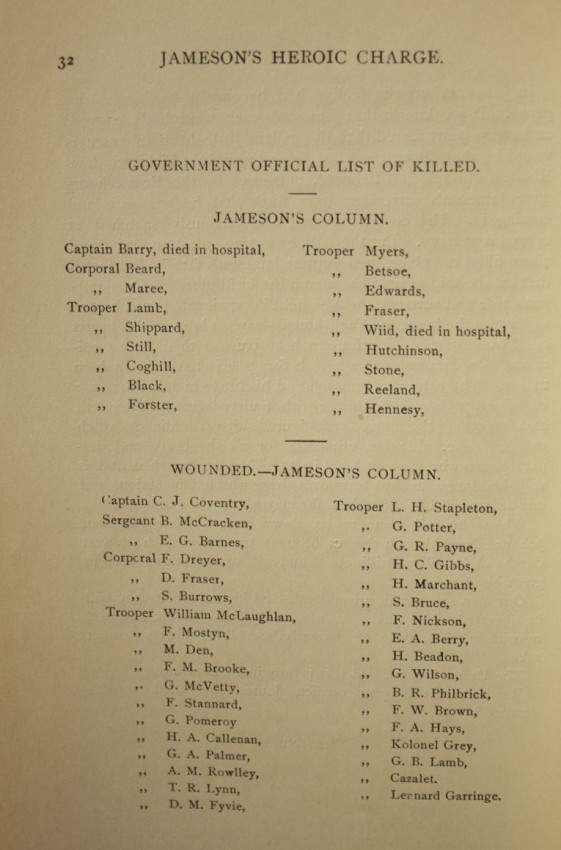 32 JAMESON'S HEROIC CHARGE.
GOVERNMENT OFFICIAL LIST OF KILLED.
JAMESON'S COLUMN.
Captain Barry, died in hospital,
Corporal Beard,
,, Maree,
Trooper Lamb,
,, Shippard,
,, Still,
,, Coghill,
,, Black,
,, Forster,
Trooper Myers,
,, Betsoe,
,, Edwards,
,, Fraser,
,, Wiid, died in hospital,
,, Hutchinson,
,, Stone,
,, Reeland,
,, Hennesy,
WOUNDED.—JAMESON'S COLUMN.
Captain C. J. Coventry,
Sergeant B. McCracken,
,, E. G. Barnes,
Corporal F. Dreyer,
,, D. Fraser,
,, S. Burrows,
Trooper William McLaughlan,
,, F. Mostyn,
,, M. Den,
,, F. M. Brooke,
,, G. McVetty,
,, F. Stannard,
,, G. Pomeroy
,, H. A. Callenan,
,, G. A. Palmer,
,, A. M. Rowlley,
,, T. R. Lynn,
,, D. M. Fyvie,
Trooper L. H. Stapleton,
,, G. Potter,
,, G. R. Payne,
,, H. C. Gibbs,
,, H. Marchant,
,, S. Bruce,
,, F. Nickson,
,, E. A. Berry,
,, H. Beadon,
,, G. Wilson,
,, B. R. Philbrick,
,, F. W. Brown,
,, F. A. Hays,
,, Kolonel Grey,
,, G. B. Lamb,
,, Cazalet.
,, Lennard Garringe.